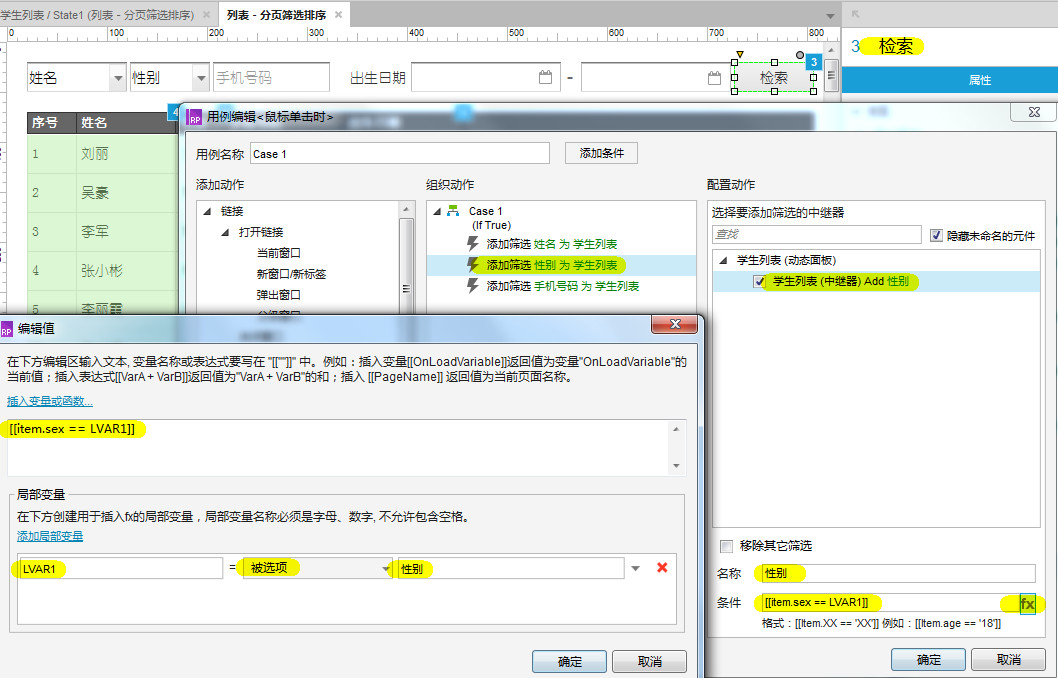 学生列表 / State1 (列表 - 分页筛选排序)
列表 - 分页筛选排序
0 100 200 300 400 500 600 700 800
3 检索
属性
姓名 性别 手机号码 出生日期 - 检索 3
序号 姓名 4
1 刘丽
2 吴豪
3 李军
4 张小彬
5 李丽霞
用例编辑<鼠标单击时>
用例名称 Case 1 添加条件
添加动作 组织动作 配置动作
链接
打开链接
当前窗口
新窗口/新标签
弹出窗口
Case 1
(If True)
添加筛选 姓名 为 学生列表
添加筛选 性别 为 学生列表
添加筛选 手机号码 为 学生列表
选择要添加筛选的中继器
查找 隐藏未命名的元件
学生列表 (动态面板)
学生列表 (中继器) Add 性别
移除其它筛选
名称 性别
条件 [[item.sex == LVAR1]] fx
格式：[[Item.XX == 'XX']] 例如：[[Item.age == '18']]
确定 取消
编辑值
在下方编辑区输入文本, 变量名称或表达式要写在 "[[""]]" 中。例如：插入变量[[OnLoadVariable]]返回值为变量"OnLoadVariable"的
当前值；插入表达式[[VarA + VarB]]返回值为"VarA + VarB"的和；插入 [[PageName]] 返回值为当前页面名称。
插入变量或函数...
[[item.sex == LVAR1]]
局部变量
在下方创建用于插入fx的局部变量，局部变量名称必须是字母、数字, 不允许包含空格。
添加局部变量
LVAR1 = 被选项 性别
确定 取消